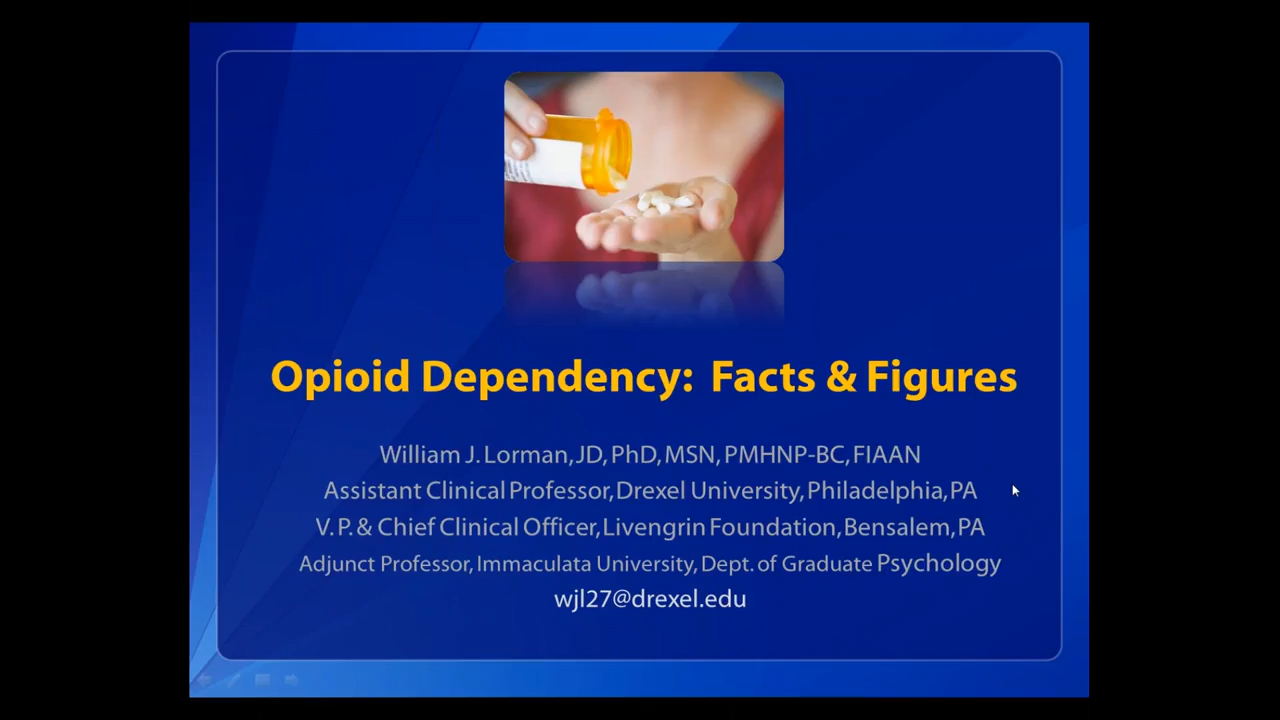 Opioid Dependency: Facts & Figures
William J. Lorman, JD, PhD, MSN, PMHNP-BC, FIAAN
Assistant Clinical Professor, Drexel University, Philadelphia, PA
V.P. & Chief Clinical Officer, Livengrin Foundation, Bensalem, PA
Adjunct Professor, Immaculata University, Dept. of Graduate Psychology
wjl27@drexel.edu